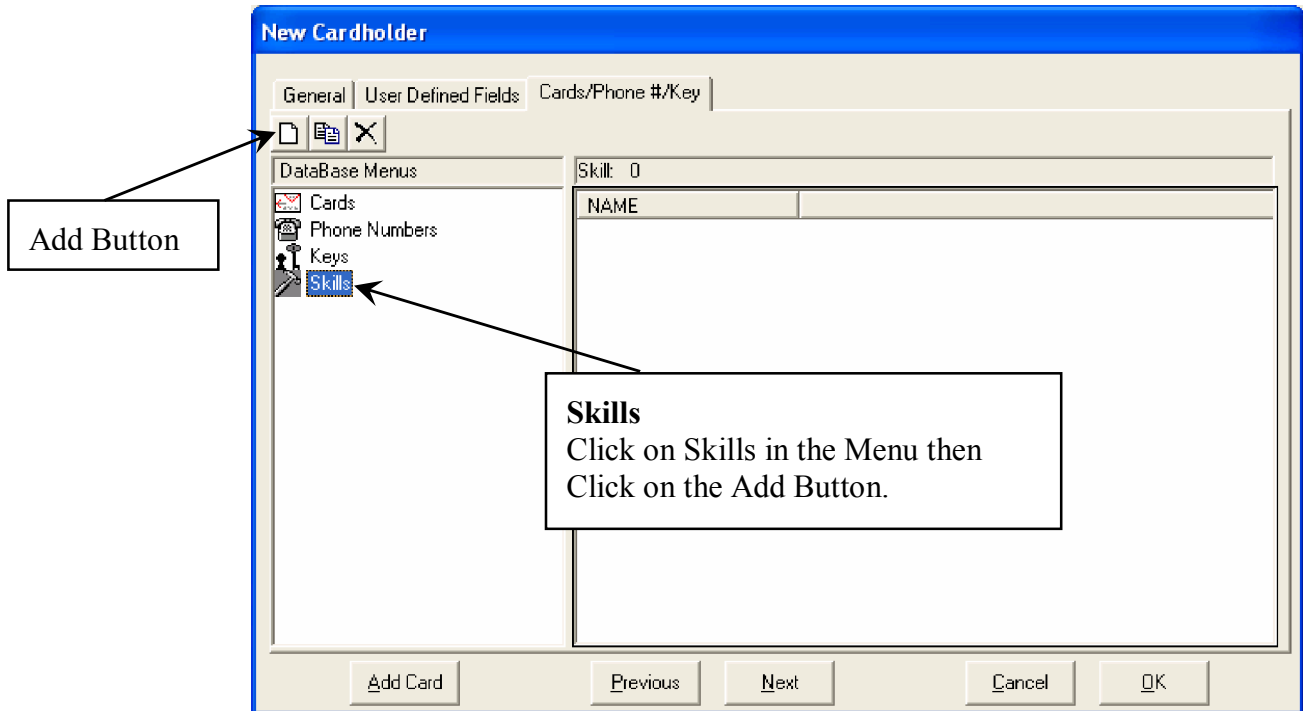 New Cardholder
General User Defined Fields Cards/Phone #/Key
DataBase Menus Skill: 0
Cards NAME
Phone Numbers
Keys
Skills
Add Button
Skills
Click on Skills in the Menu then
Click on the Add Button.
Add Card Previous Next Cancel OK